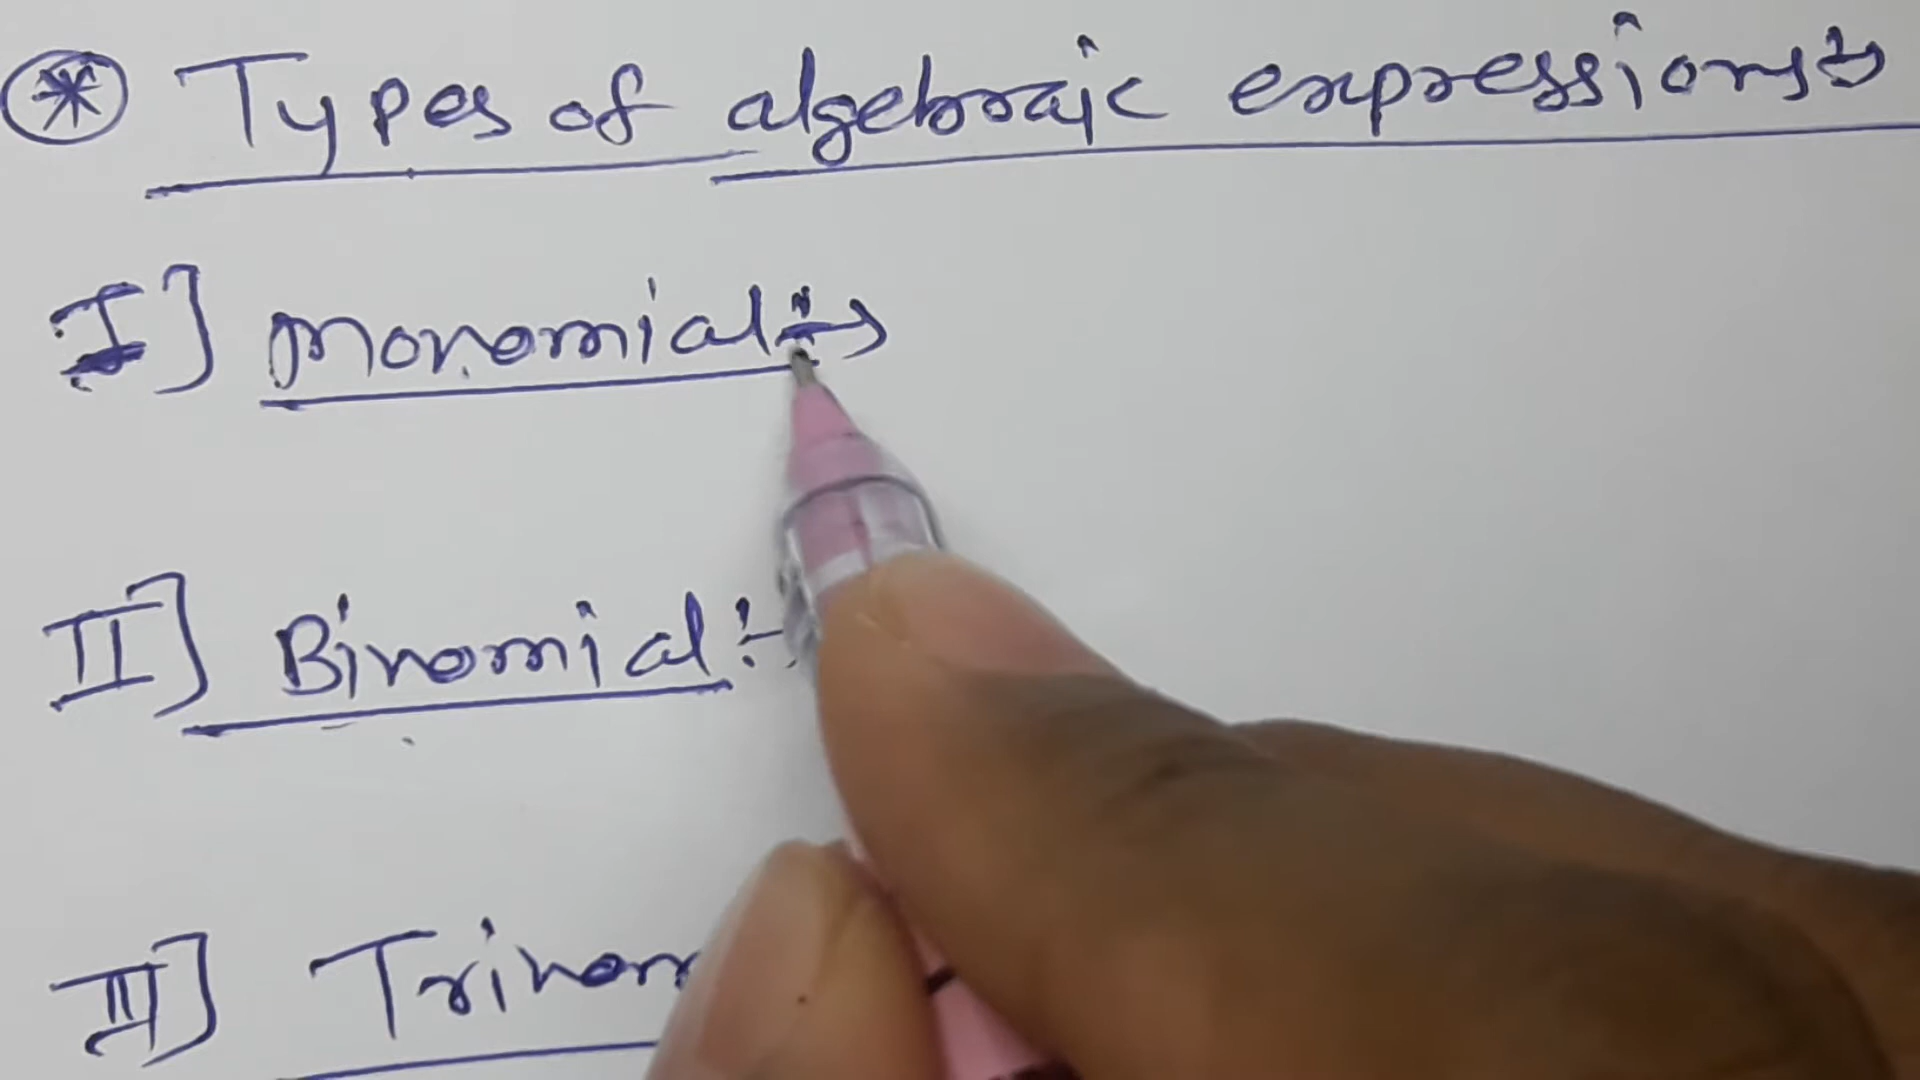 * Types of algebraic expressions :→
I] Monomial :→
II] Binomial :-
III] Trinom